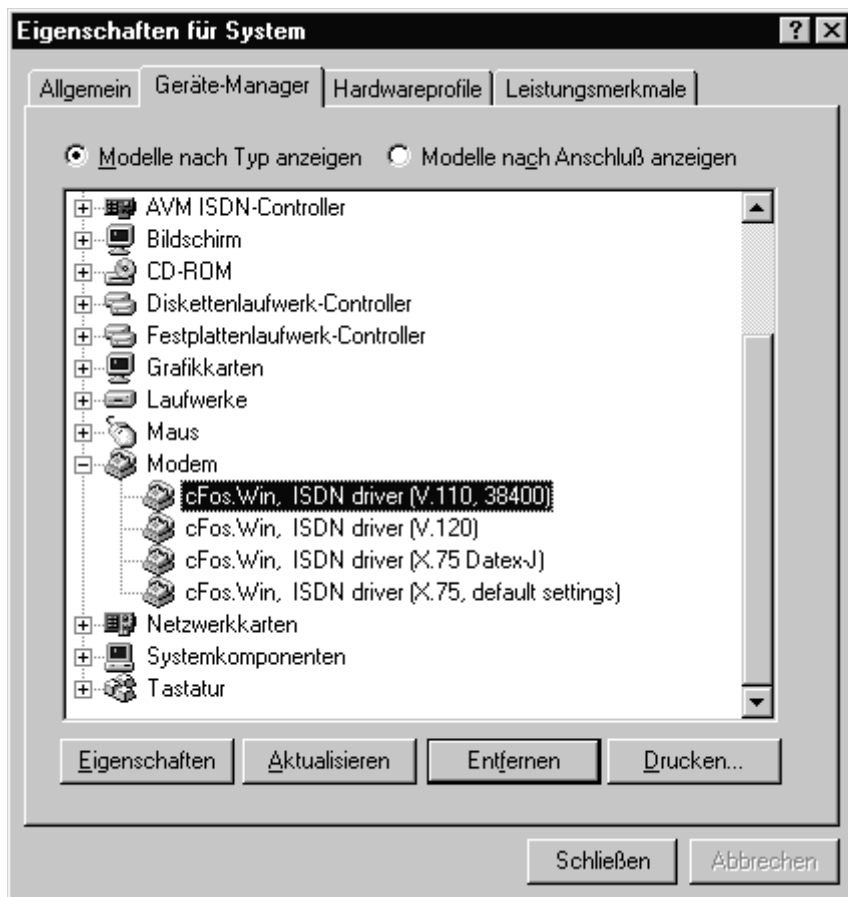 Eigenschaften für System
Allgemein Geräte-Manager Hardwareprofile Leistungsmerkmale
Modelle nach Typ anzeigen Modelle nach Anschluß anzeigen
AVM ISDN-Controller
Bildschirm
CD-ROM
Diskettenlaufwerk-Controller
Festplattenlaufwerk-Controller
Grafikkarten
Laufwerke
Maus
Modem
cFos.Win, ISDN driver (V.110, 38400)
cFos.Win, ISDN driver (V.120)
cFos.Win, ISDN driver (X.75 Datex-J)
cFos.Win, ISDN driver (X.75, default settings)
Netzwerkkarten
Systemkomponenten
Tastatur
Eigenschaften Aktualisieren Entfernen Drucken...
Schließen Abbrechen